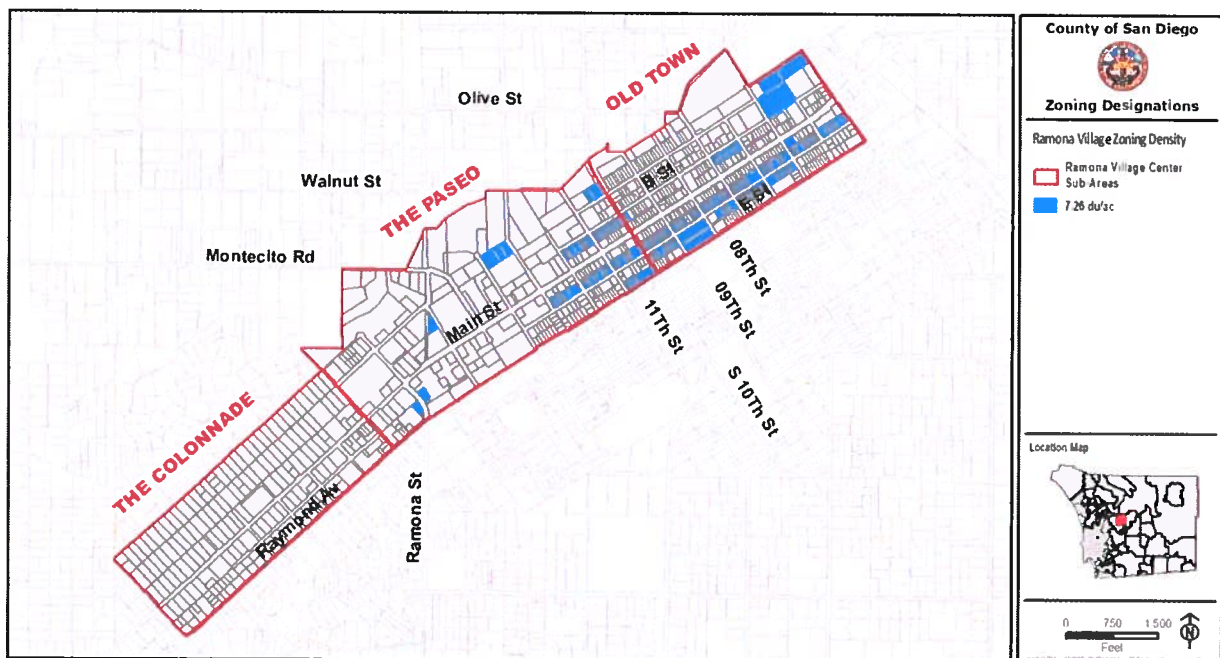 OLD TOWN
Olive St
B St
Walnut St
THE PASEO
E St
Montecito Rd
08Th St
09Th St
Main St
11Th St
S 10Th St
THE COLONNADE
Raymond Av
Ramona St
County of San Diego
Zoning Designations
Ramona Village Zoning Density
Ramona Village Center
Sub Areas
7.26 du/ac
Location Map
0 750 1 500
Feet
N